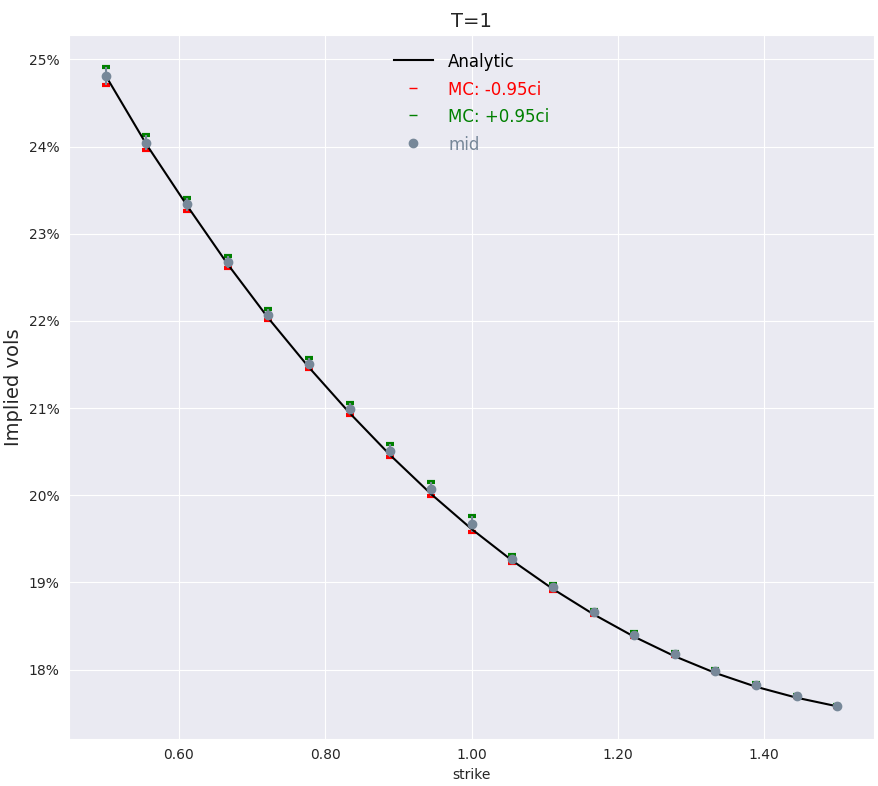 T=1
Analytic
MC: -0.95ci
MC: +0.95ci
mid
Implied vols
25%
24%
23%
22%
21%
20%
19%
18%
0.60 0.80 1.00 1.20 1.40
strike